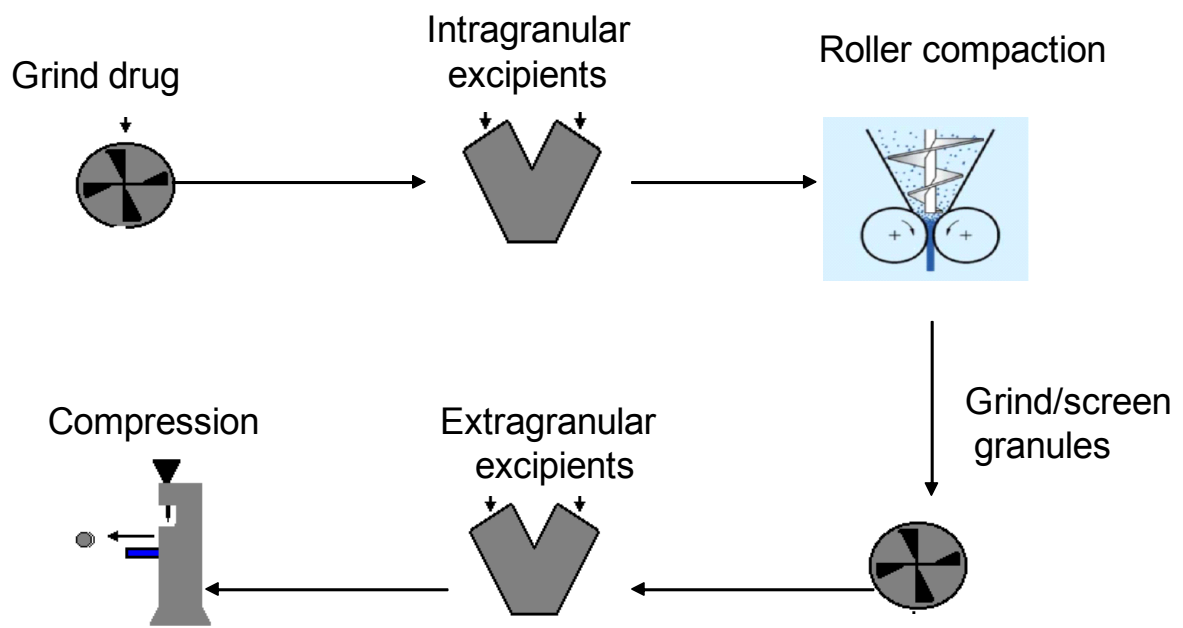 Grind drug
Intragranular
excipients
Roller compaction
Grind/screen
granules
Extragranular
excipients
Compression